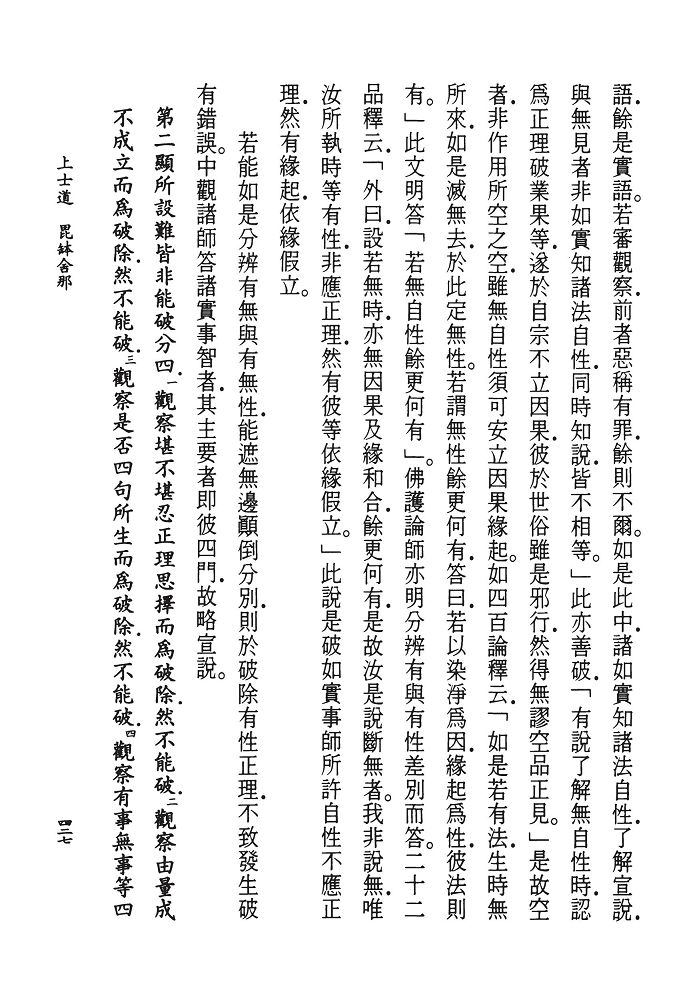 語.餘是實語。若審觀察.前者惡稱有罪.餘則不爾。如是此中.諸如實知諸法自性.了解宣說.
與無見者非如實知諸法自性.同時知說.皆不相等。」此亦善破.「有說了解無自性時.認
爲正理破業果等.遂於自宗不立因果.彼於世俗雖是邪行.然得無謬空品正見。」是故空
者.非作用所空之空.雖無自性須可安立因果緣起。如四百論釋云.「如是若有法.生時無
所來.如是滅無去.於此定無性。若謂無性餘更何有.答曰.若以染淨爲因.緣起爲性.彼法則
有。」此文明答「若無自性餘更何有」。佛護論師亦明分辨有與有性差別而答。二十二
品釋云.「外曰.設若無時.亦無因果及緣和合.餘更何有.是故汝是說斷無者。我非說無.唯
汝所執時等有性.非應正理.然有彼等依緣假立。」此說是破如實事師所許自性不應正
理.然有緣起.依緣假立。
若能如是分辨有無與有無性.能遮無邊顚倒分別.則於破除有性正理.不致發生破
有錯誤。中觀諸師答諸實事智者.其主要者即彼四門.故略宣說。
第二顯所設難皆非能破分四.一觀察堪不堪忍正理思擇而爲破除.然不能破.二觀察由量成
不成立而爲破除.然不能破.三觀察是否四句所生而爲破除.然不能破.四觀察有事無事等四
上士道 毘鉢舍那
四二七